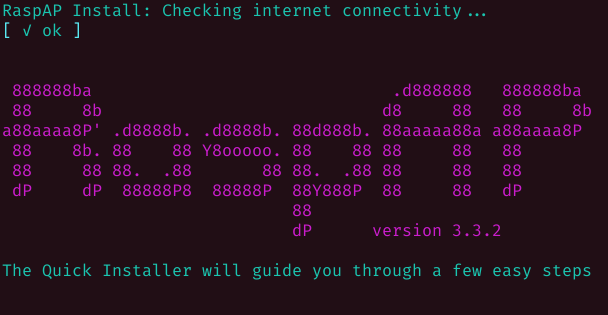 RaspAP Install: Checking internet connectivity...
[ √ ok ]
 888888ba                              .d888888   888888ba
 88     8b                            d8     88   88     8b
a88aaaa8P' .d8888b. .d8888b. 88d888b. 88aaaaa88a a88aaaa8P
 88     8b. 88    88 Y8ooooo. 88    88 88     88   88
 88     88 88.  .88       88 88.  .88 88     88   88
 dP     dP  88888P8  88888P  88Y888P  88     88   dP
                             88
                             dP      version 3.3.2
The Quick Installer will guide you through a few easy steps